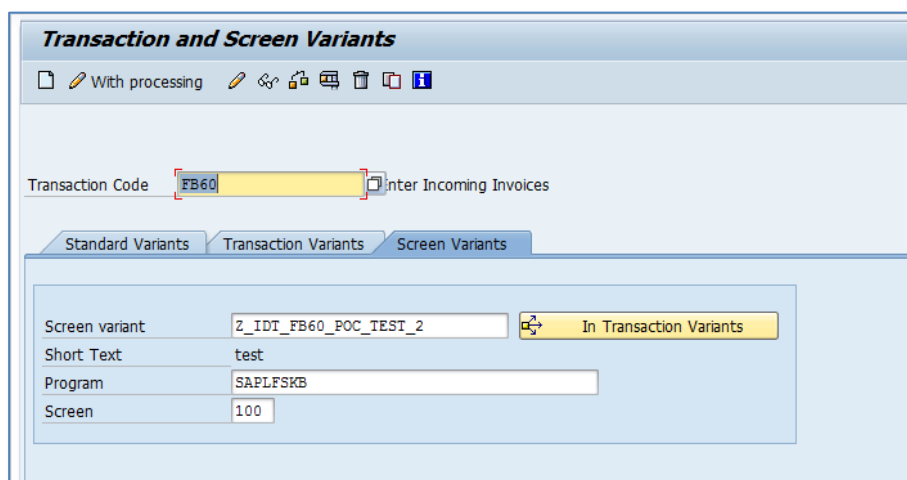 Transaction and Screen Variants
With processing
Transaction Code FB60 Enter Incoming Invoices
Standard Variants Transaction Variants Screen Variants
Screen variant Z_IDT_FB60_POC_TEST_2 In Transaction Variants
Short Text test
Program SAPLFSKB
Screen 100